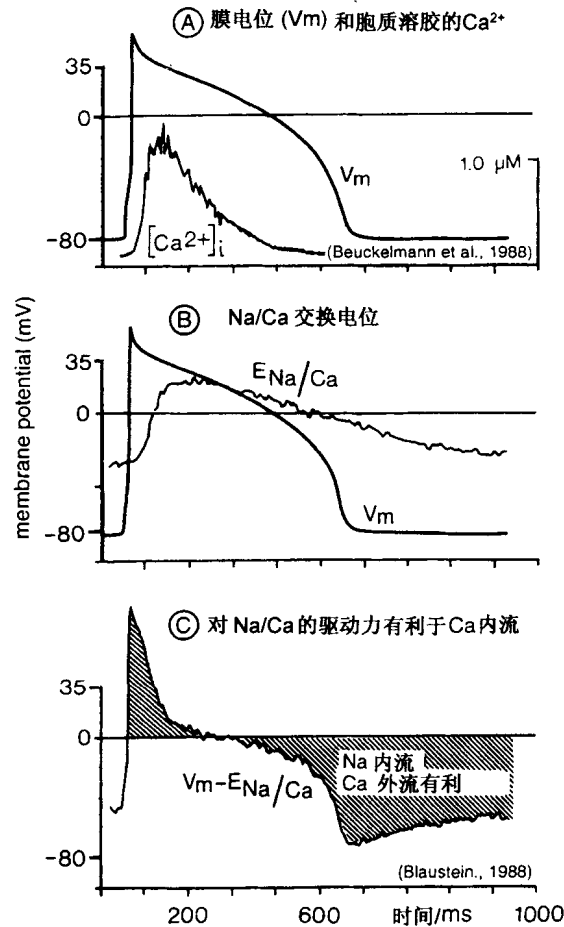 Ⓐ 膜电位 (Vm) 和胞质溶胶的Ca²⁺
35
0
1.0 μM
Vm
[Ca2+]i
-80
(Beuckelmann et al., 1988)
Ⓑ Na/Ca 交换电位
35
ENa/Ca
0
Vm
-80
membrane potential (mV)
Ⓒ 对 Na/Ca 的驱动力有利于Ca内流
35
0
Na 内流
Ca 外流有利
Vm-ENa/Ca
-80
(Blaustein., 1988)
200 600 时间/ms 1000